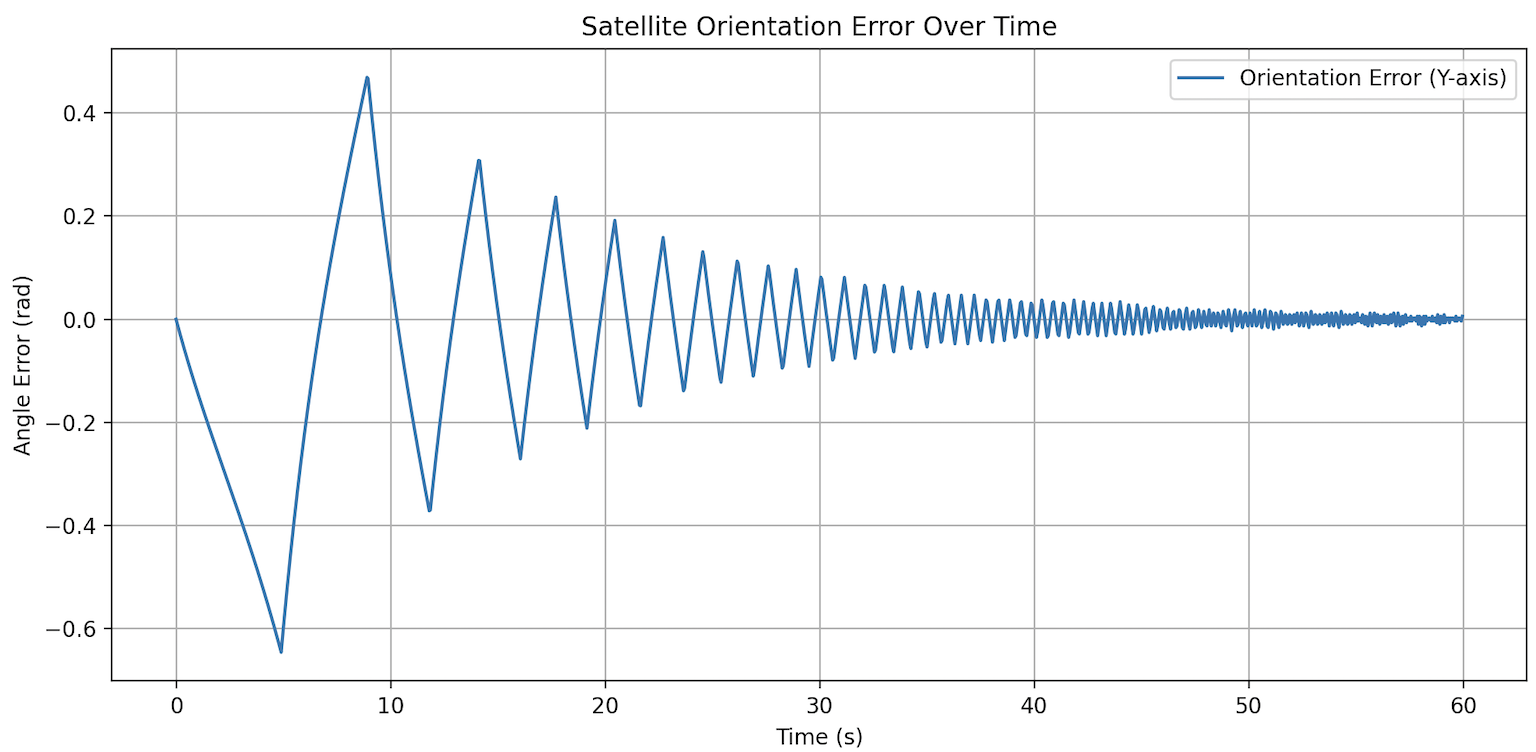 Satellite Orientation Error Over Time
Orientation Error (Y-axis)
Angle Error (rad)
0.4
0.2
0.0
−0.2
−0.4
−0.6
0 10 20 30 40 50 60
Time (s)